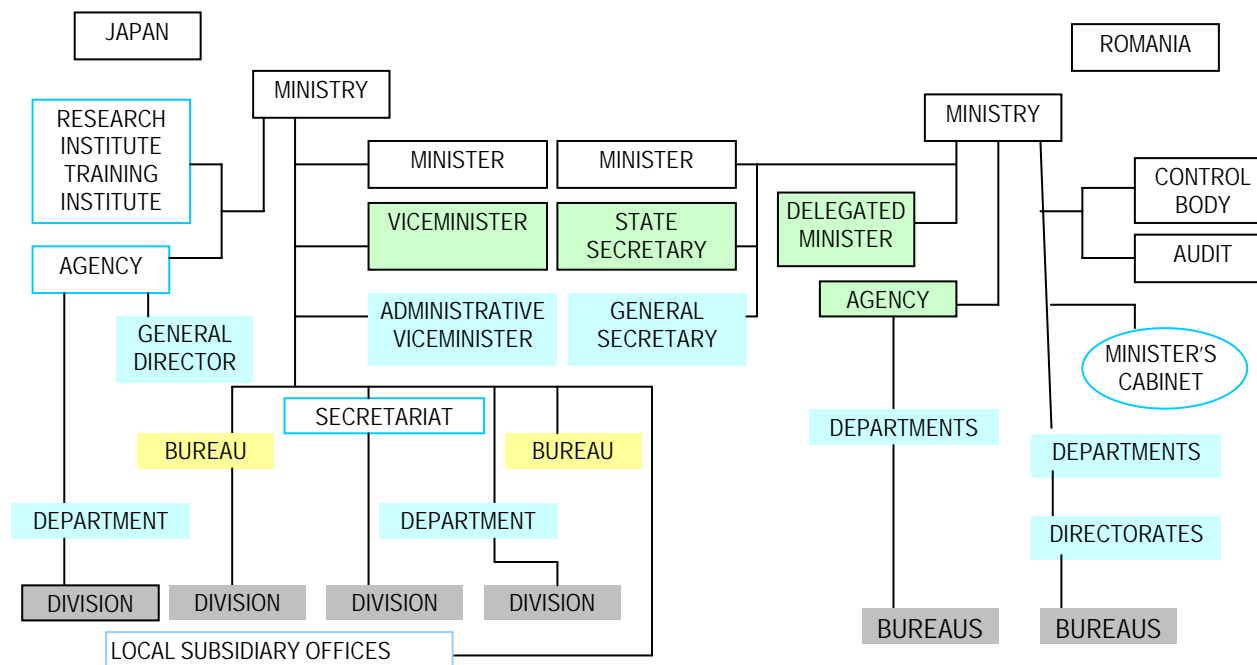 JAPAN
ROMANIA
MINISTRY
MINISTRY
RESEARCH
INSTITUTE
TRAINING
INSTITUTE
MINISTER
MINISTER
CONTROL
BODY
VICEMINISTER
STATE
SECRETARY
DELEGATED
MINISTER
AUDIT
AGENCY
AGENCY
GENERAL
DIRECTOR
ADMINISTRATIVE
VICEMINISTER
GENERAL
SECRETARY
MINISTER'S
CABINET
SECRETARIAT
DEPARTMENTS
BUREAU
BUREAU
DEPARTMENTS
DEPARTMENT
DEPARTMENT
DIRECTORATES
DIVISION
DIVISION
DIVISION
DIVISION
BUREAUS
BUREAUS
LOCAL SUBSIDIARY OFFICES